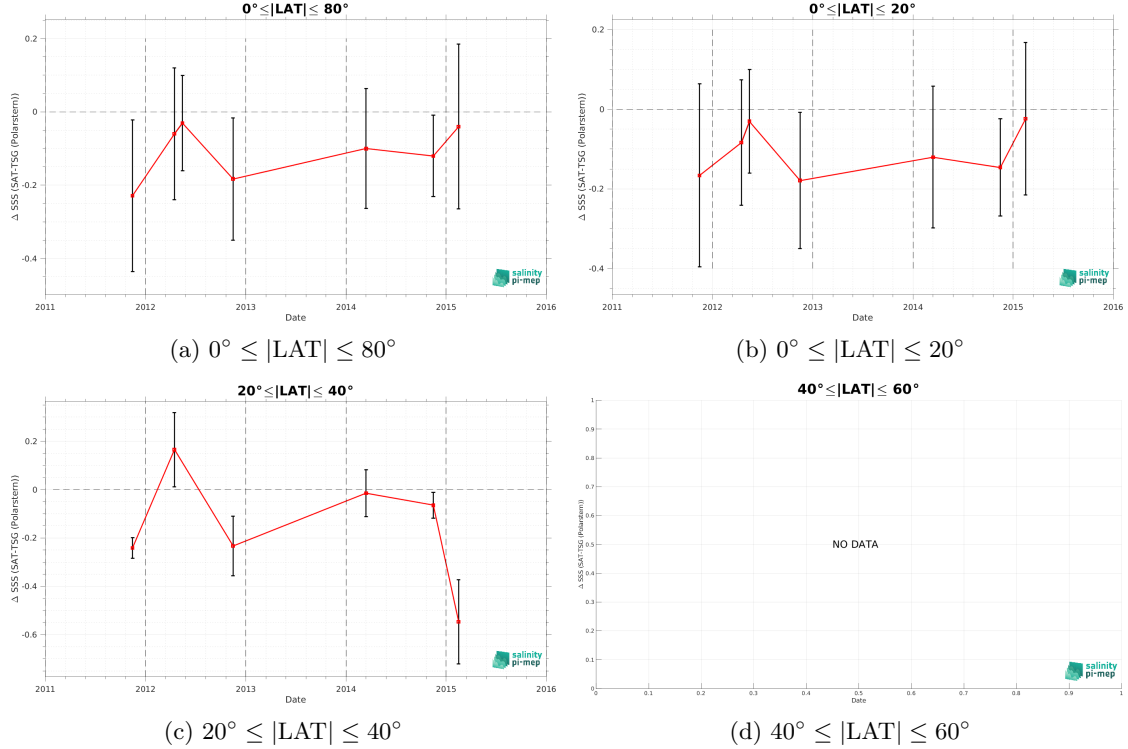 0°≤|LAT|≤ 80°
0.2
0
-0.2
-0.4
Δ SSS (SAT-TSG (Polarstern))
2011 2012 2013 2014 2015 2016
Date
salinity
pi-mep
(a) 0° ≤ |LAT| ≤ 80°
0°≤|LAT|≤ 20°
0.2
0
-0.2
-0.4
Δ SSS (SAT-TSG (Polarstern))
2011 2012 2013 2014 2015 2016
Date
salinity
pi-mep
(b) 0° ≤ |LAT| ≤ 20°
20°≤|LAT|≤ 40°
0.2
0
-0.2
-0.4
-0.6
Δ SSS (SAT-TSG (Polarstern))
2011 2012 2013 2014 2015 2016
Date
salinity
pi-mep
(c) 20° ≤ |LAT| ≤ 40°
40°≤|LAT|≤ 60°
1
0.9
0.8
0.7
0.6
0.5
0.4
0.3
0.2
0.1
0
Δ SSS (SAT-TSG (Polarstern))
NO DATA
0 0.1 0.2 0.3 0.4 0.5 0.6 0.7 0.8 0.9 1
Date
salinity
pi-mep
(d) 40° ≤ |LAT| ≤ 60°